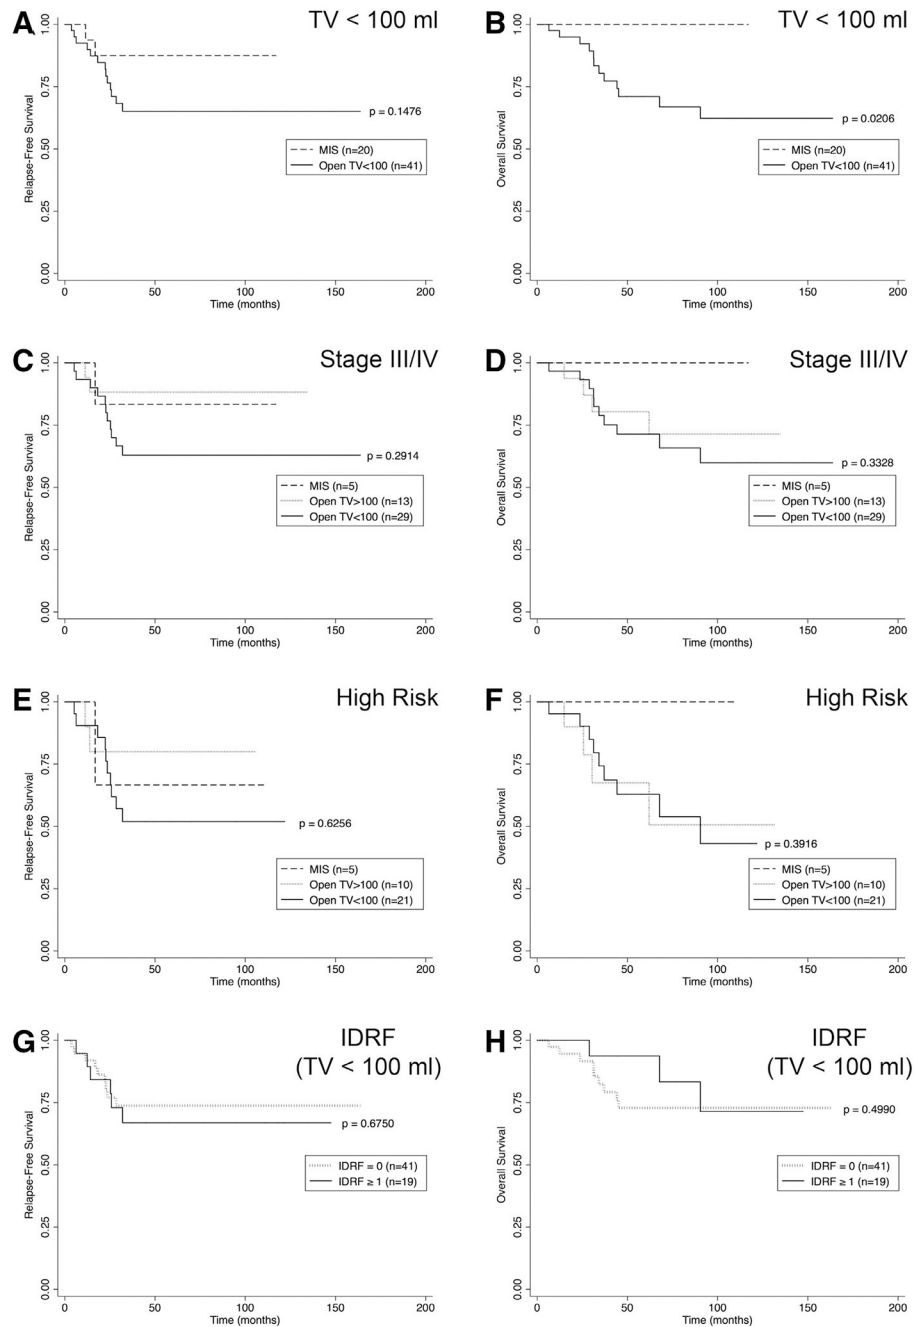 A
TV < 100 ml
Relapse-Free Survival
1.00
0.75
0.50
0.25
0.00
p = 0.1476
MIS (n=20)
Open TV<100 (n=41)
0 50 100 150 200
Time (months)
B
TV < 100 ml
Overall Survival
1.00
0.75
0.50
0.25
0.00
p = 0.0206
MIS (n=20)
Open TV<100 (n=41)
0 50 100 150 200
Time (months)
C
Stage III/IV
Relapse-Free Survival
1.00
0.75
0.50
0.25
0.00
p = 0.2914
MIS (n=5)
Open TV>100 (n=13)
Open TV<100 (n=29)
0 50 100 150 200
Time (months)
D
Stage III/IV
Overall Survival
1.00
0.75
0.50
0.25
0.00
p = 0.3328
MIS (n=5)
Open TV>100 (n=13)
Open TV<100 (n=29)
0 50 100 150 200
Time (months)
E
High Risk
Relapse-Free Survival
1.00
0.75
0.50
0.25
0.00
p = 0.6256
MIS (n=5)
Open TV>100 (n=10)
Open TV<100 (n=21)
0 50 100 150 200
Time (months)
F
High Risk
Overall Survival
1.00
0.75
0.50
0.25
0.00
p = 0.3916
MIS (n=5)
Open TV>100 (n=10)
Open TV<100 (n=21)
0 50 100 150 200
Time (months)
G
IDRF
(TV < 100 ml)
Relapse-Free Survival
1.00
0.75
0.50
0.25
0.00
p = 0.6750
IDRF = 0 (n=41)
IDRF ≥ 1 (n=19)
0 50 100 150 200
Time (months)
H
IDRF
(TV < 100 ml)
Overall Survival
1.00
0.75
0.50
0.25
0.00
p = 0.4990
IDRF = 0 (n=41)
IDRF ≥ 1 (n=19)
0 50 100 150 200
Time (months)